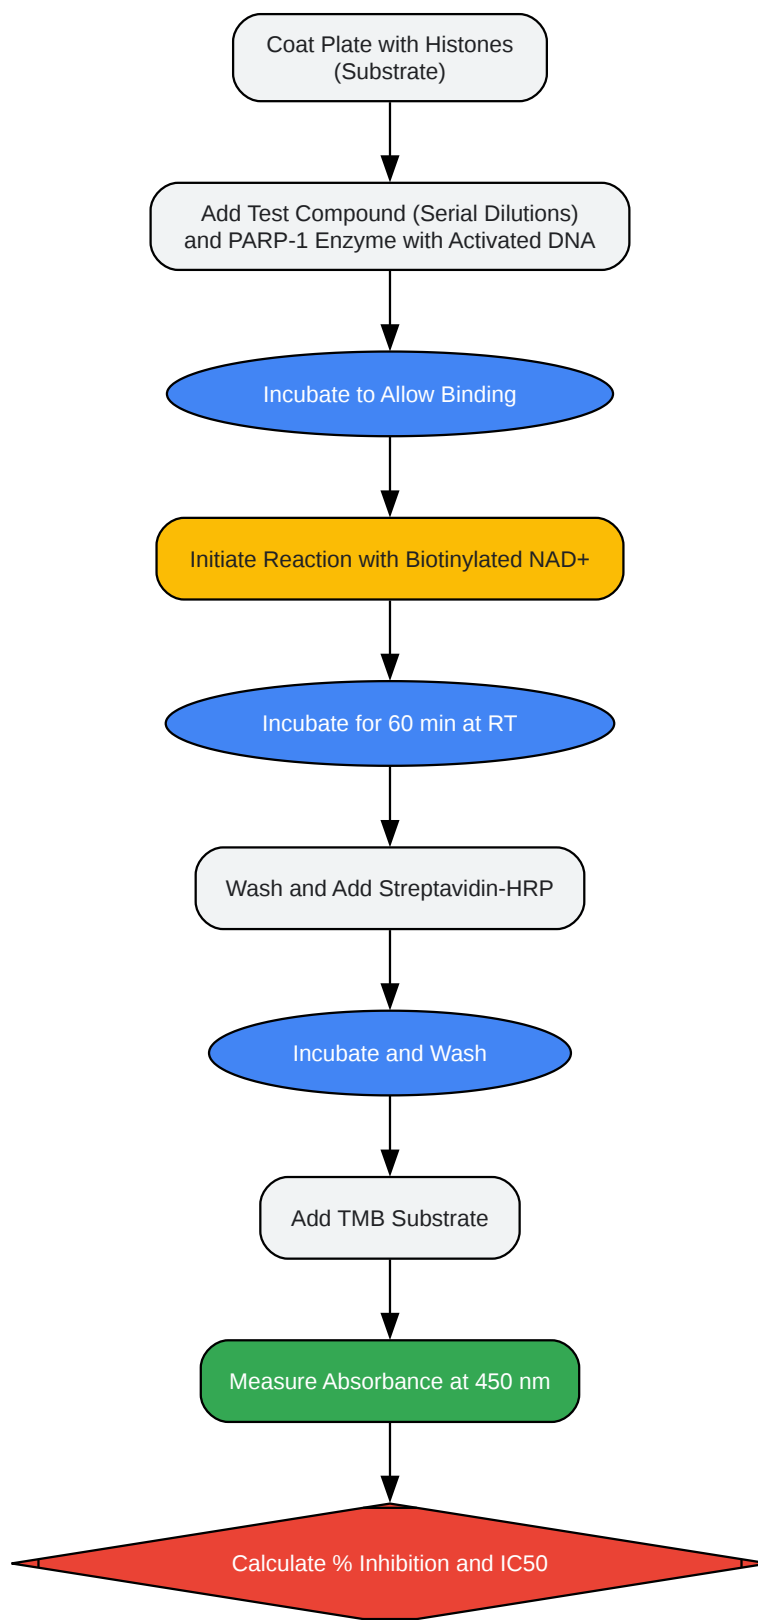 Coat Plate with Histones
(Substrate)
Add Test Compound (Serial Dilutions)
and PARP-1 Enzyme with Activated DNA
Incubate to Allow Binding
Initiate Reaction with Biotinylated NAD+
Incubate for 60 min at RT
Wash and Add Streptavidin-HRP
Incubate and Wash
Add TMB Substrate
Measure Absorbance at 450 nm
Calculate % Inhibition and IC50